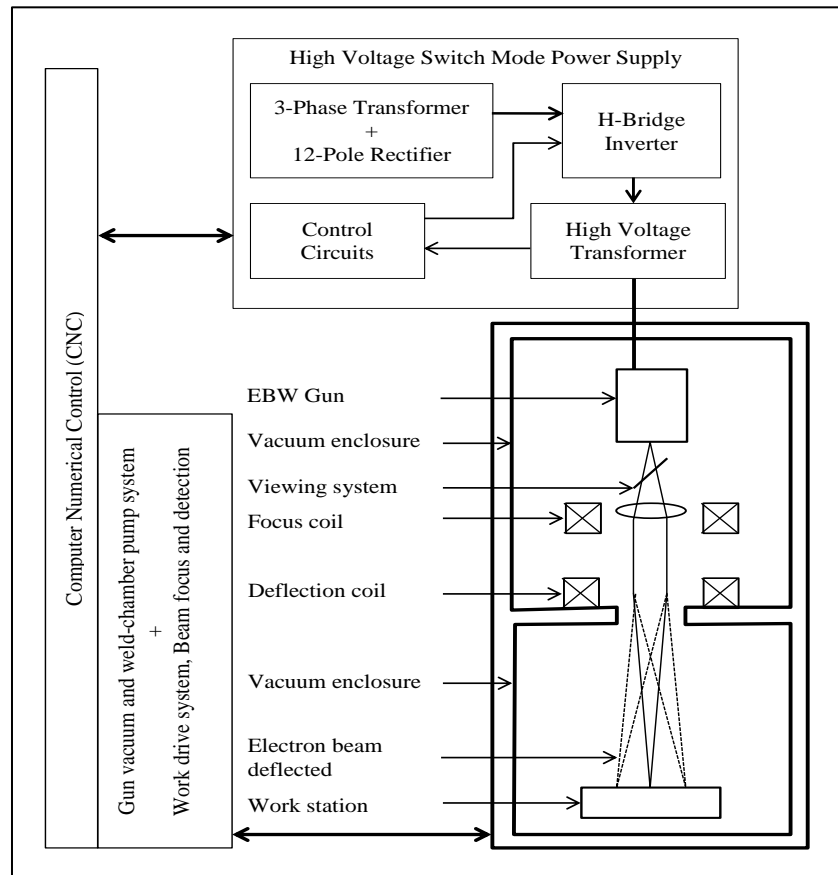 High Voltage Switch Mode Power Supply
3-Phase Transformer
+
12-Pole Rectifier
H-Bridge
Inverter
Control
Circuits
High Voltage
Transformer
Computer Numerical Control (CNC)
Gun vacuum and weld-chamber pump system
+
Work drive system, Beam focus and detection
EBW Gun
Vacuum enclosure
Viewing system
Focus coil
Deflection coil
Vacuum enclosure
Electron beam
deflected
Work station